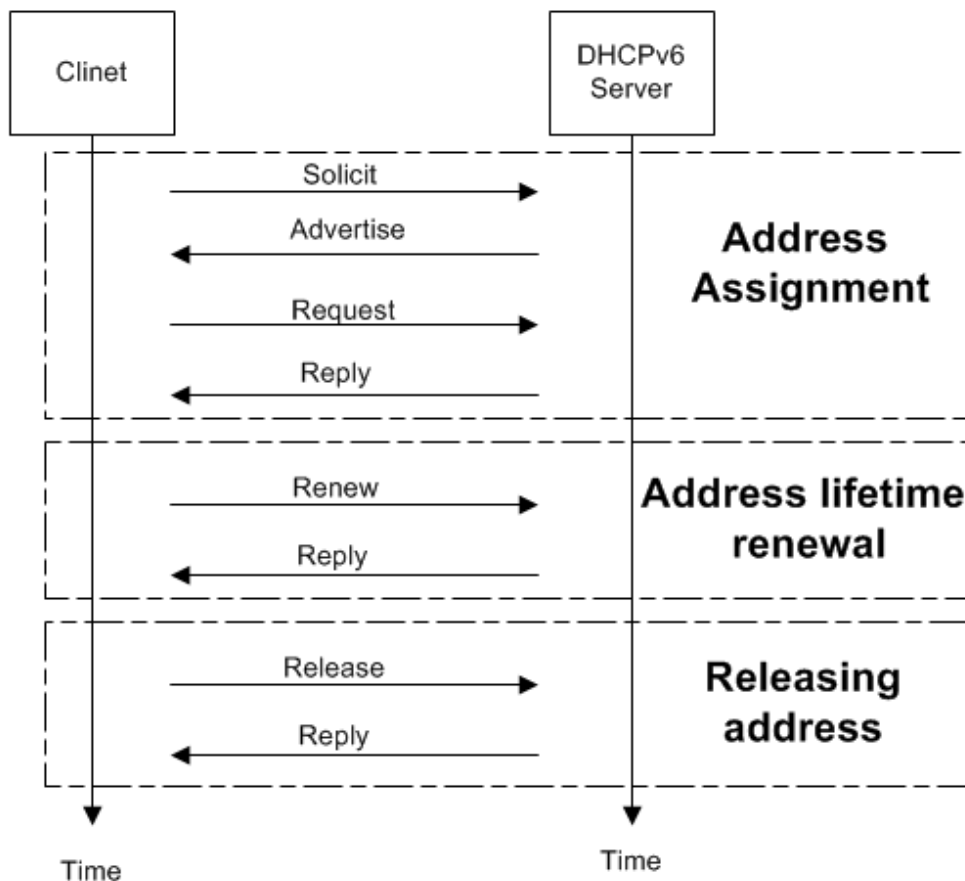 Clinet
DHCPv6
Server
Solicit
Advertise
Address
Assignment
Request
Reply
Renew
Address lifetime
renewal
Reply
Release
Releasing
address
Reply
Time
Time